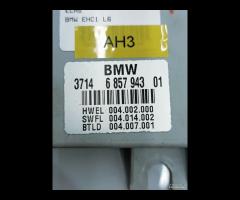 BMW EHC1 L6
AH3
BMW
3714 6 857 943 01
HWEL 004.002.000
SWFL 004.014.002
BTLD 004.007.001